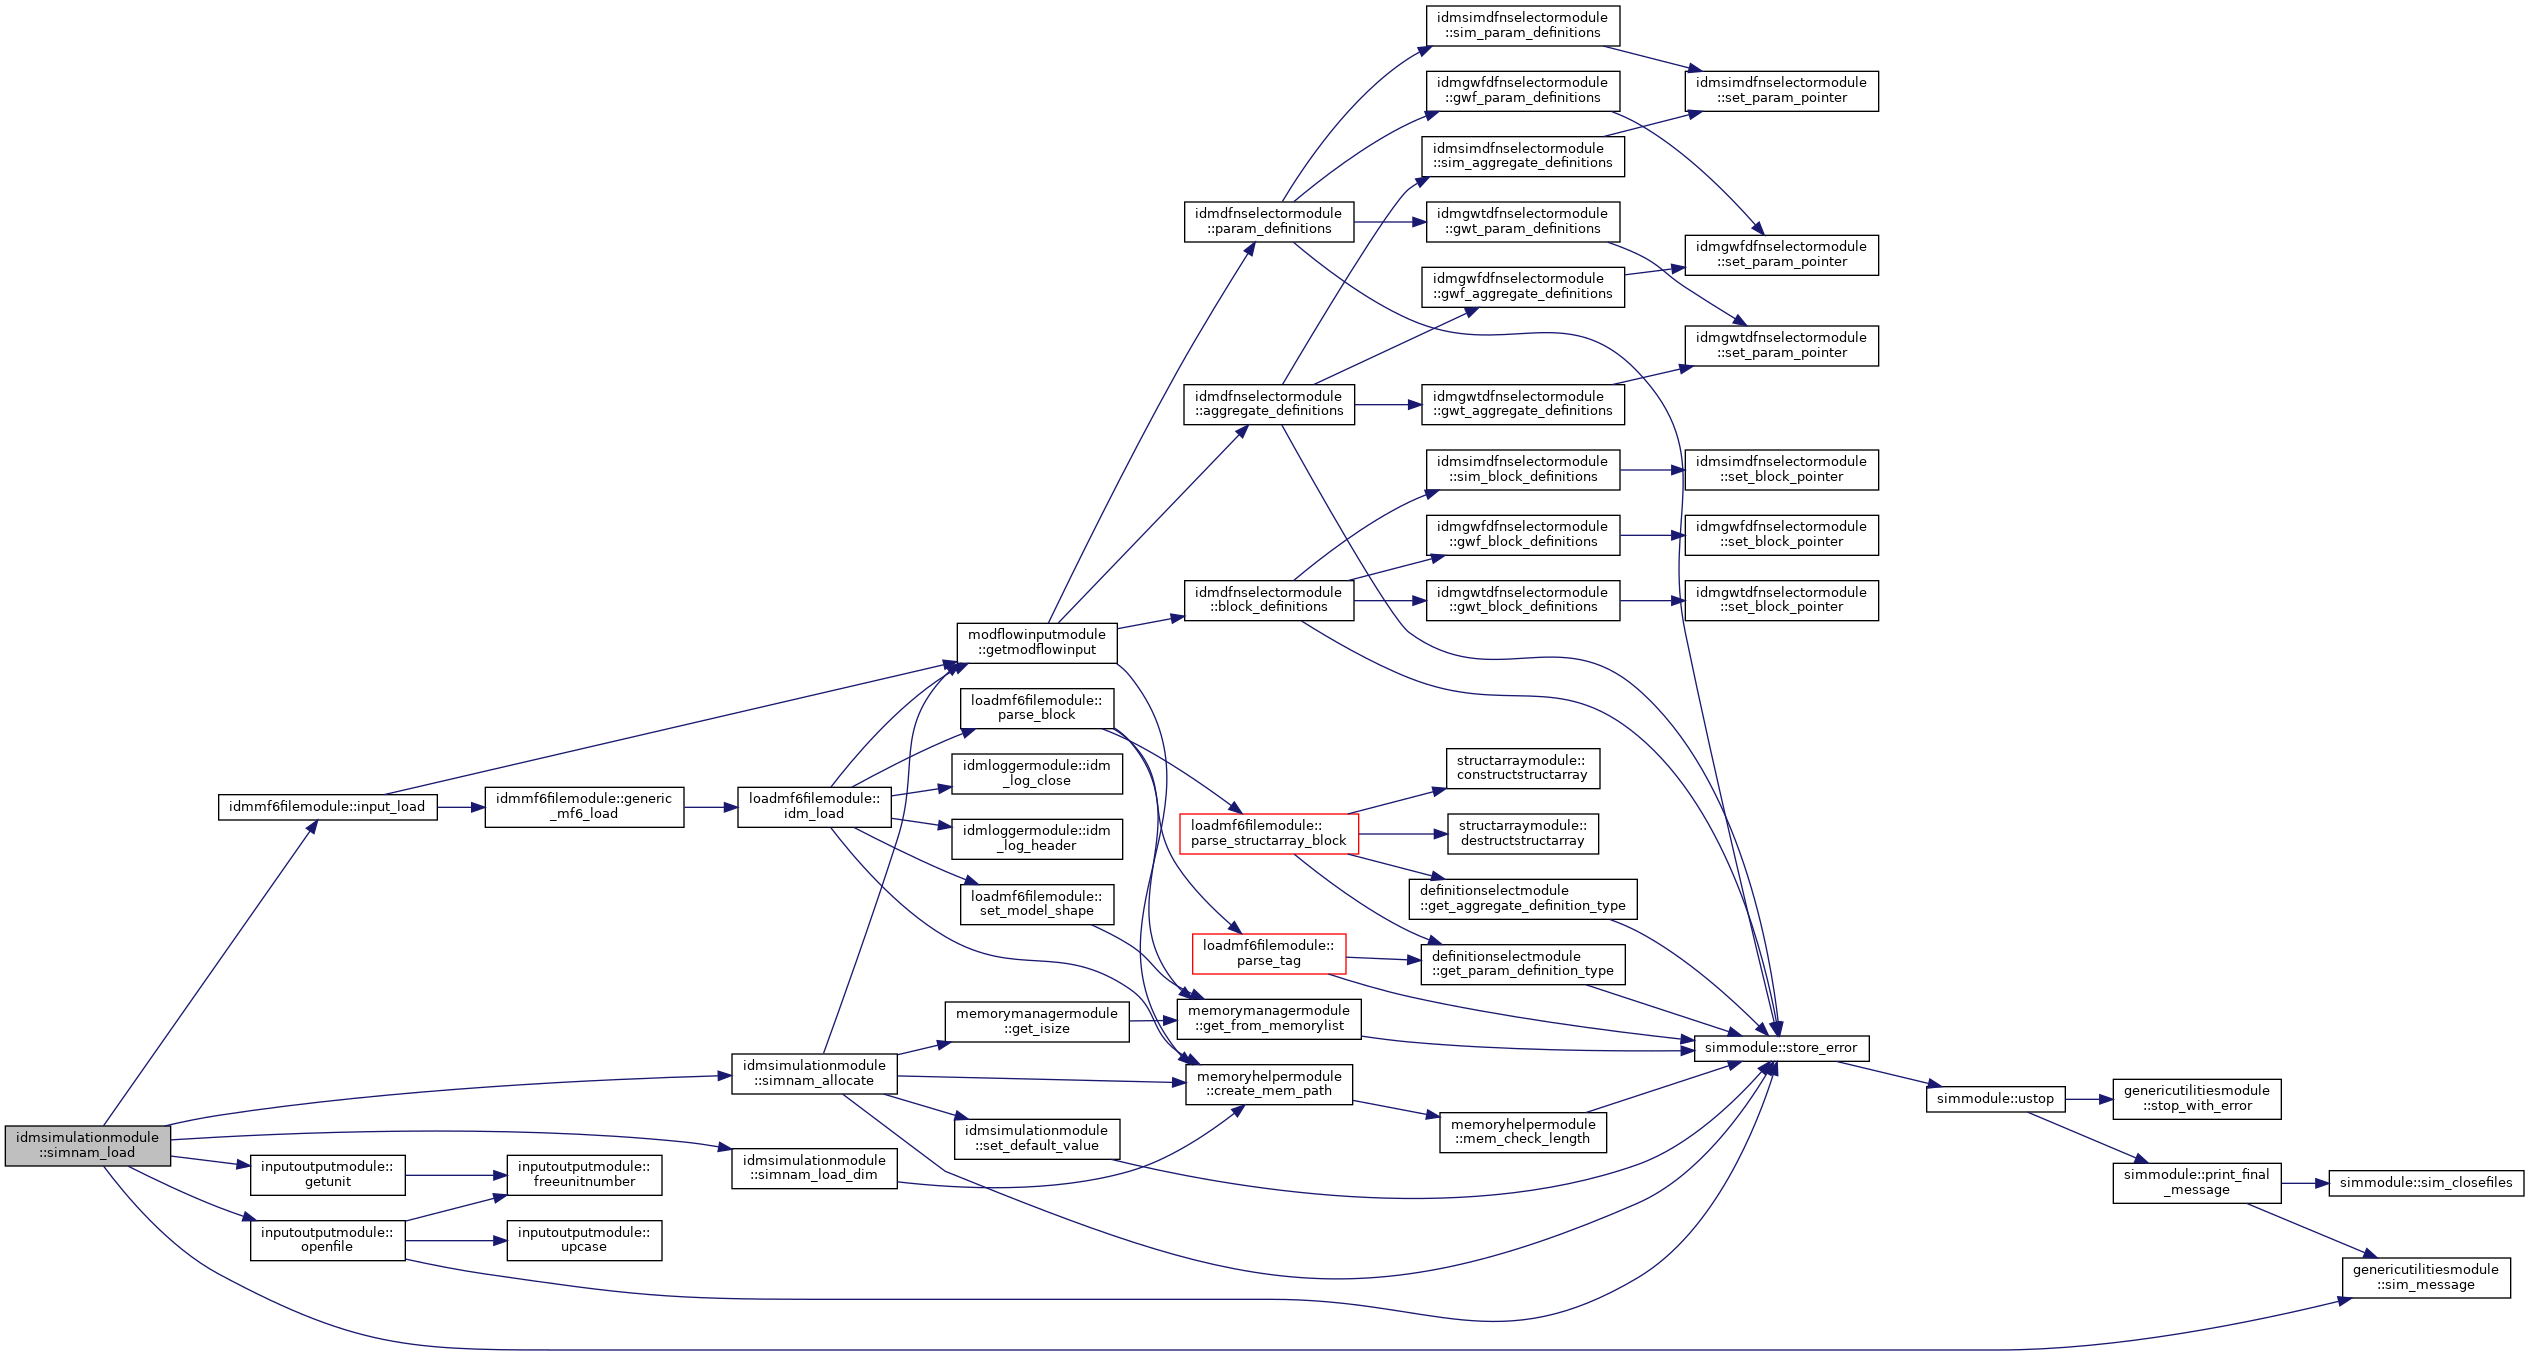 idmsimulationmodule
::simnam_load
idmmf6filemodule::input_load
inputoutputmodule::
getunit
inputoutputmodule::
openfile
idmmf6filemodule::generic
_mf6_load
inputoutputmodule::
freeunitnumber
inputoutputmodule::
upcase
loadmf6filemodule::
idm_load
idmsimulationmodule
::simnam_allocate
idmsimulationmodule
::simnam_load_dim
modflowinputmodule
::getmodflowinput
loadmf6filemodule::
parse_block
idmloggermodule::idm
_log_close
idmloggermodule::idm
_log_header
loadmf6filemodule::
set_model_shape
memorymanagermodule
::get_isize
idmsimulationmodule
::set_default_value
idmdfnselectormodule
::param_definitions
idmdfnselectormodule
::aggregate_definitions
idmdfnselectormodule
::block_definitions
loadmf6filemodule::
parse_structarray_block
loadmf6filemodule::
parse_tag
memorymanagermodule
::get_from_memorylist
memoryhelpermodule
::create_mem_path
idmsimdfnselectormodule
::sim_param_definitions
idmgwfdfnselectormodule
::gwf_param_definitions
idmsimdfnselectormodule
::sim_aggregate_definitions
idmgwtdfnselectormodule
::gwt_param_definitions
idmgwfdfnselectormodule
::gwf_aggregate_definitions
idmgwtdfnselectormodule
::gwt_aggregate_definitions
idmsimdfnselectormodule
::sim_block_definitions
idmgwfdfnselectormodule
::gwf_block_definitions
idmgwtdfnselectormodule
::gwt_block_definitions
structarraymodule::
constructstructarray
structarraymodule::
destructstructarray
definitionselectmodule
::get_aggregate_definition_type
definitionselectmodule
::get_param_definition_type
memoryhelpermodule
::mem_check_length
idmsimdfnselectormodule
::set_param_pointer
idmgwfdfnselectormodule
::set_param_pointer
idmgwtdfnselectormodule
::set_param_pointer
idmsimdfnselectormodule
::set_block_pointer
idmgwfdfnselectormodule
::set_block_pointer
idmgwtdfnselectormodule
::set_block_pointer
simmodule::store_error
simmodule::ustop
genericutilitiesmodule
::stop_with_error
simmodule::print_final
_message
simmodule::sim_closefiles
genericutilitiesmodule
::sim_message